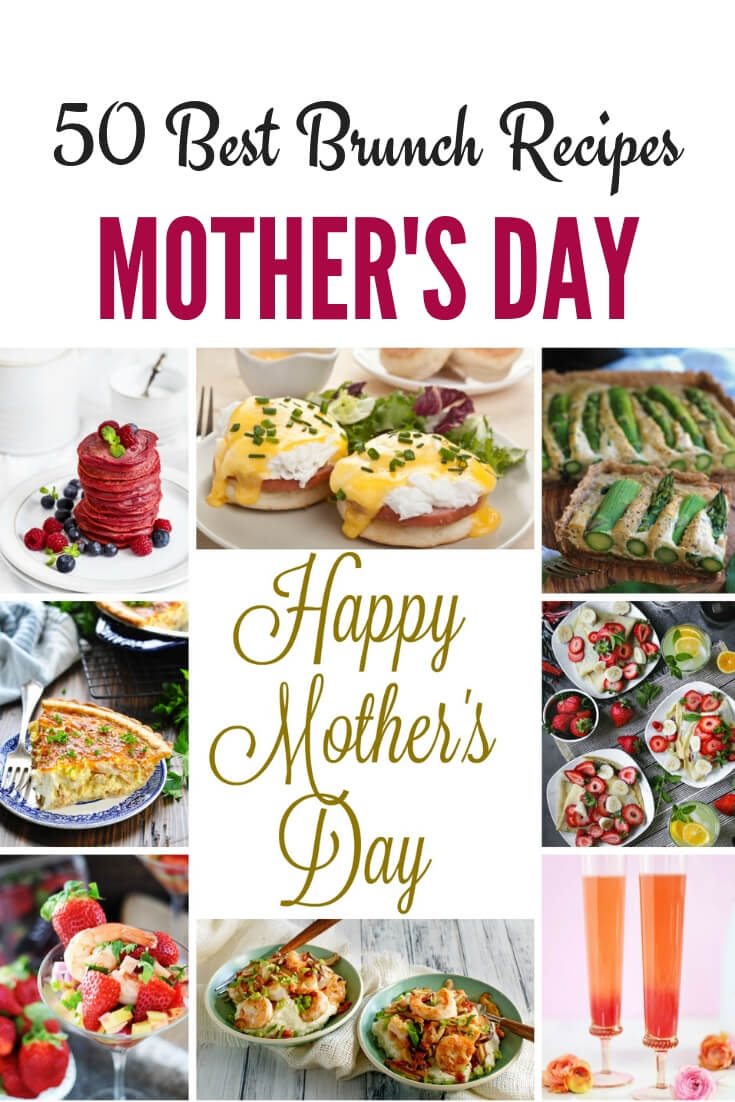 50 Best Brunch Recipes
MOTHER'S DAY
Happy
Mother's
Day